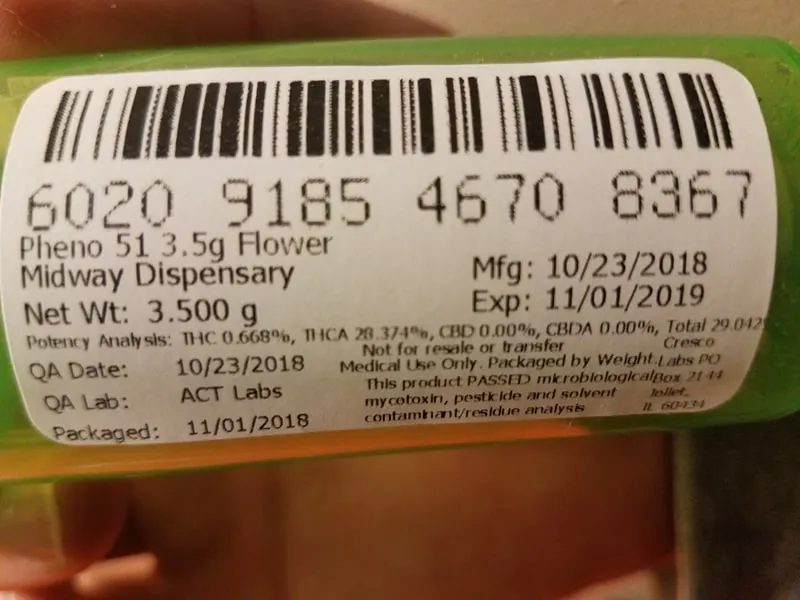 6020 9185 4670 8367
Pheno 51 3.5g Flower
Midway Dispensary
Mfg: 10/23/2018
Net Wt: 3.500 g
Exp: 11/01/2019
Potency Analysis: THC 0.668%, THCA 28.374%, CBD 0.00%, CBDA 0.00%, Total 29.042
Not for resale or transfer
QA Date: 10/23/2018
Medical Use Only. Packaged by Weight.
QA Lab: ACT Labs
This product PASSED microbiological
mycotoxin, pesticide and solvent
contaminant/residue analysis
Packaged: 11/01/2018
Cresco
Labs PO
Box 2144
Joliet,
IL 60434